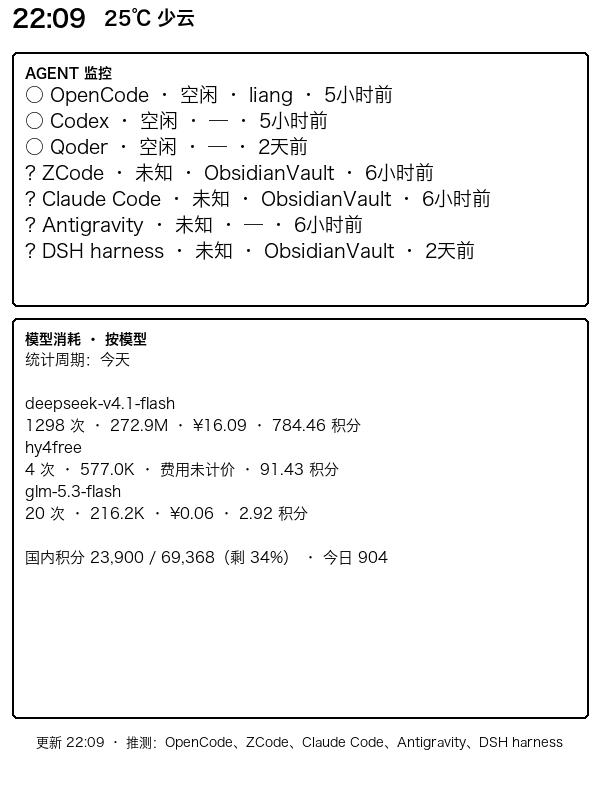 22:09 25℃ 少云
AGENT 监控
○ OpenCode · 空闲 · liang · 5小时前
○ Codex · 空闲 · — · 5小时前
○ Qoder · 空闲 · — · 2天前
? ZCode · 未知 · ObsidianVault · 6小时前
? Claude Code · 未知 · ObsidianVault · 6小时前
? Antigravity · 未知 · — · 6小时前
? DSH harness · 未知 · ObsidianVault · 2天前
模型消耗 · 按模型
统计周期：今天
deepseek-v4.1-flash
1298 次 · 272.9M · ¥16.09 · 784.46 积分
hy4free
4 次 · 577.0K · 费用未计价 · 91.43 积分
glm-5.3-flash
20 次 · 216.2K · ¥0.06 · 2.92 积分
国内积分 23,900 / 69,368（剩 34%） · 今日 904
更新 22:09 · 推测：OpenCode、ZCode、Claude Code、Antigravity、DSH harness